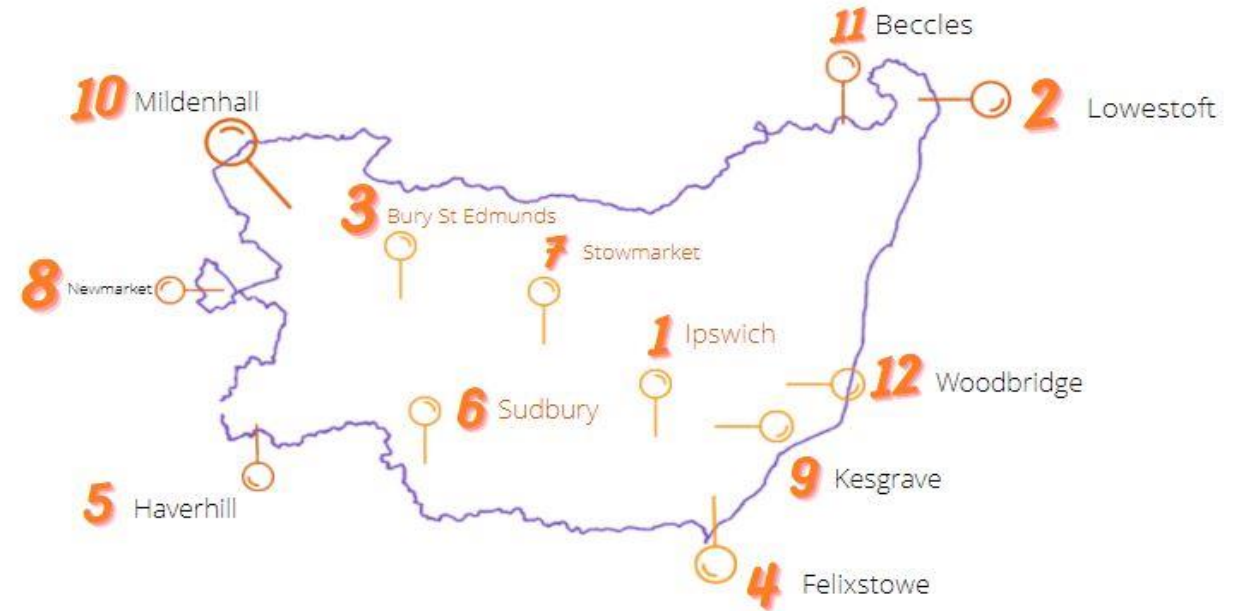 11 Beccles
10 Mildenhall
2 Lowestoft
3 Bury St Edmunds
7 Stowmarket
8 Newmarket
1 Ipswich
12 Woodbridge
6 Sudbury
9 Kesgrave
5 Haverhill
4 Felixstowe